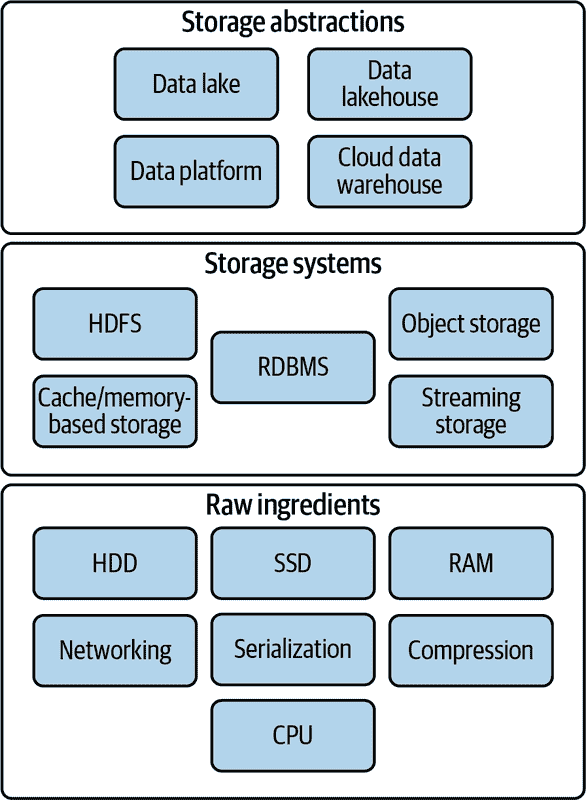 Storage abstractions
Data lake
Data
lakehouse
Data platform
Cloud data
warehouse
Storage systems
HDFS
RDBMS
Object storage
Cache/memory-
based storage
Streaming
storage
Raw ingredients
HDD
SSD
RAM
Networking
Serialization
Compression
CPU